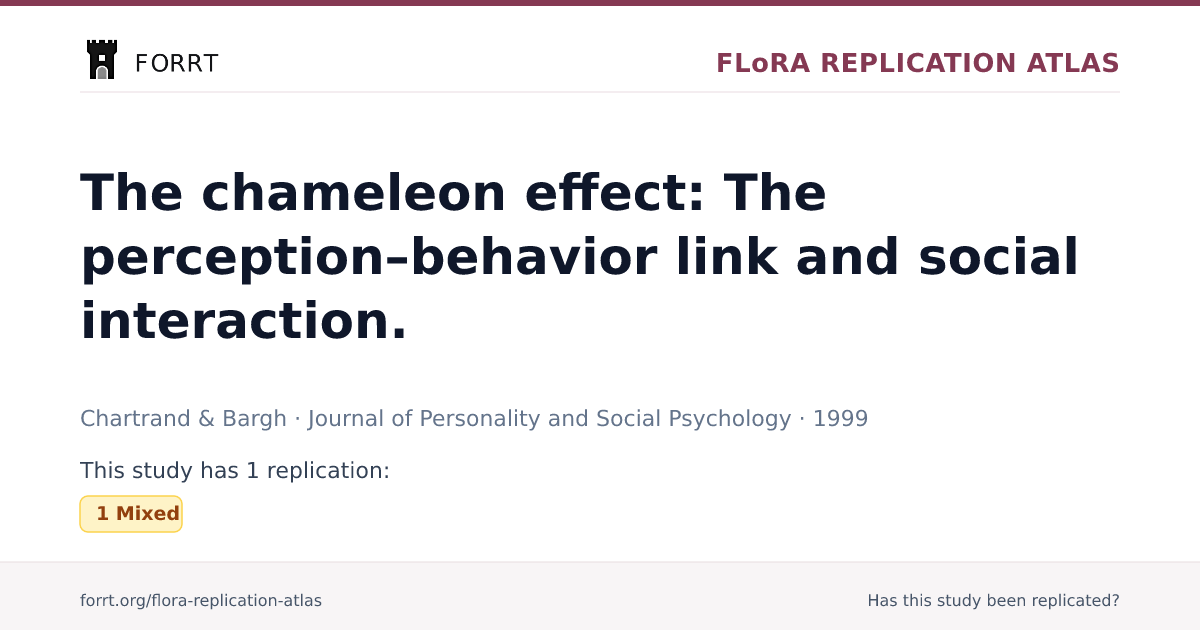 FORRT
FLoRA REPLICATION ATLAS
The chameleon effect: The
perception–behavior link and social
interaction.
Chartrand & Bargh · Journal of Personality and Social Psychology · 1999
This study has 1 replication:
1 Mixed
forrt.org/flora-replication-atlas
Has this study been replicated?